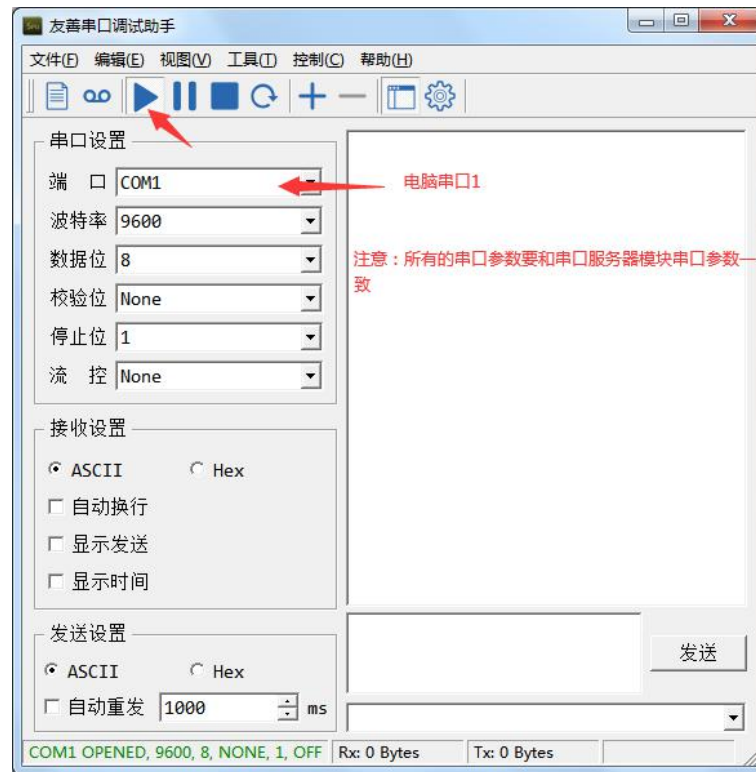 友善串口调试助手
文件(F) 编辑(E) 视图(V) 工具(T) 控制(C) 帮助(H)
串口设置
端 口 COM1
电脑串口1
波特率 9600
数据位 8
注意：所有的串口参数要和串口服务器模块串口参数一
致
校验位 None
停止位 1
流 控 None
接收设置
ASCII Hex
自动换行
显示发送
显示时间
发送设置
ASCII Hex
自动重发 1000 ms
发送
COM1 OPENED, 9600, 8, NONE, 1, OFF Rx: 0 Bytes Tx: 0 Bytes